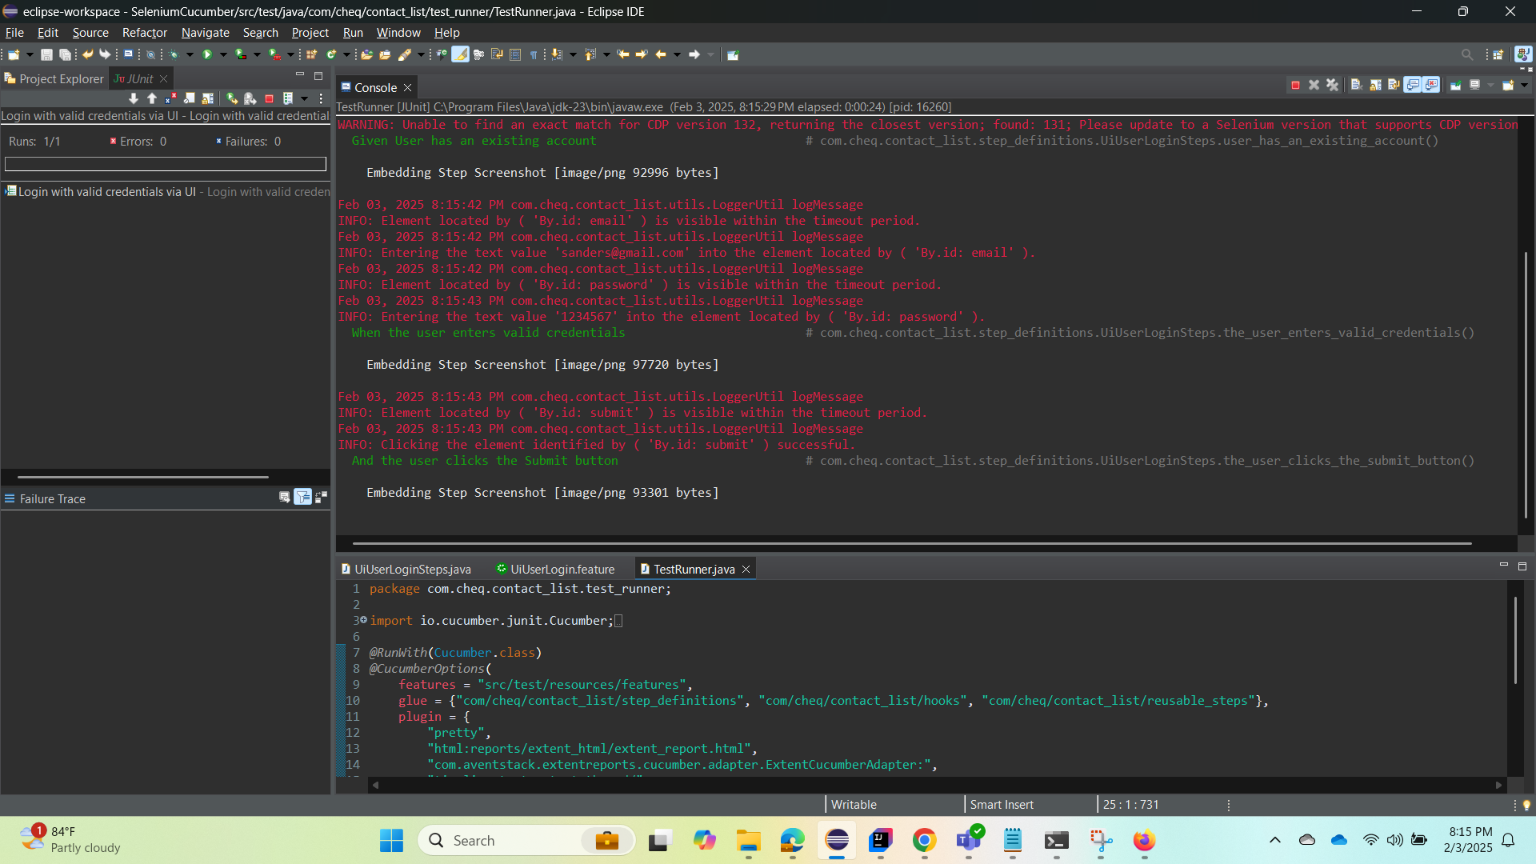 eclipse-workspace - SeleniumCucumber/src/test/java/com/cheq/contact_list/test_runner/TestRunner.java - Eclipse IDE
File Edit Source Refactor Navigate Search Project Run Window Help
Project Explorer JUnit
Login with valid credentials via UI - Login with valid credential
Runs: 1/1 Errors: 0 Failures: 0
Login with valid credentials via UI - Login with valid creden
Failure Trace
Console
TestRunner [JUnit] C:\Program Files\Java\jdk-23\bin\javaw.exe (Feb 3, 2025, 8:15:29 PM elapsed: 0:00:24) [pid: 16260]
WARNING: Unable to find an exact match for CDP version 132, returning the closest version; found: 131; Please update to a Selenium version that supports CDP version
Given User has an existing account # com.cheq.contact_list.step_definitions.UiUserLoginSteps.user_has_an_existing_account()
Embedding Step Screenshot [image/png 92996 bytes]
Feb 03, 2025 8:15:42 PM com.cheq.contact_list.utils.LoggerUtil logMessage
INFO: Element located by ( 'By.id: email' ) is visible within the timeout period.
Feb 03, 2025 8:15:42 PM com.cheq.contact_list.utils.LoggerUtil logMessage
INFO: Entering the text value 'sanders@gmail.com' into the element located by ( 'By.id: email' ).
Feb 03, 2025 8:15:42 PM com.cheq.contact_list.utils.LoggerUtil logMessage
INFO: Element located by ( 'By.id: password' ) is visible within the timeout period.
Feb 03, 2025 8:15:43 PM com.cheq.contact_list.utils.LoggerUtil logMessage
INFO: Entering the text value '1234567' into the element located by ( 'By.id: password' ).
When the user enters valid credentials # com.cheq.contact_list.step_definitions.UiUserLoginSteps.the_user_enters_valid_credentials()
Embedding Step Screenshot [image/png 97720 bytes]
Feb 03, 2025 8:15:43 PM com.cheq.contact_list.utils.LoggerUtil logMessage
INFO: Element located by ( 'By.id: submit' ) is visible within the timeout period.
Feb 03, 2025 8:15:43 PM com.cheq.contact_list.utils.LoggerUtil logMessage
INFO: Clicking the element identified by ( 'By.id: submit' ) successful.
And the user clicks the Submit button # com.cheq.contact_list.step_definitions.UiUserLoginSteps.the_user_clicks_the_submit_button()
Embedding Step Screenshot [image/png 93301 bytes]
UiUserLoginSteps.java UiUserLogin.feature TestRunner.java
1 package com.cheq.contact_list.test_runner;
2
3 import io.cucumber.junit.Cucumber;
6
7 @RunWith(Cucumber.class)
8 @CucumberOptions(
9 features = "src/test/resources/features",
10 glue = {"com/cheq/contact_list/step_definitions", "com/cheq/contact_list/hooks", "com/cheq/contact_list/reusable_steps"},
11 plugin = {
12 "pretty",
13 "html:reports/extent_html/extent_report.html",
14 "com.aventstack.extentreports.cucumber.adapter.ExtentCucumberAdapter:",
Writable Smart Insert 25 : 1 : 731
1 84°F
Partly cloudy
Search
8:15 PM
2/3/2025